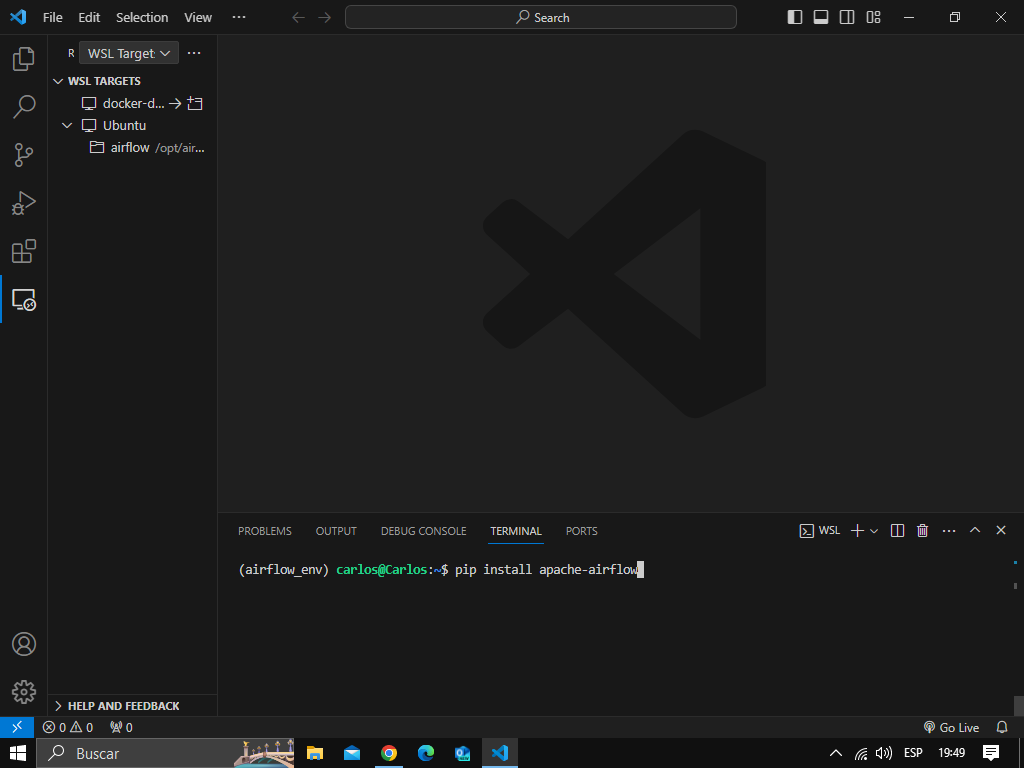 File Edit Selection View ··· Search
R WSL Target: ···
WSL TARGETS
docker-d...
Ubuntu
airflow /opt/air...
PROBLEMS OUTPUT DEBUG CONSOLE TERMINAL PORTS WSL ···
(airflow_env) carlos@Carlos:~$ pip install apache-airflow
HELP AND FEEDBACK
0 0 0 Go Live
Buscar ESP 19:49